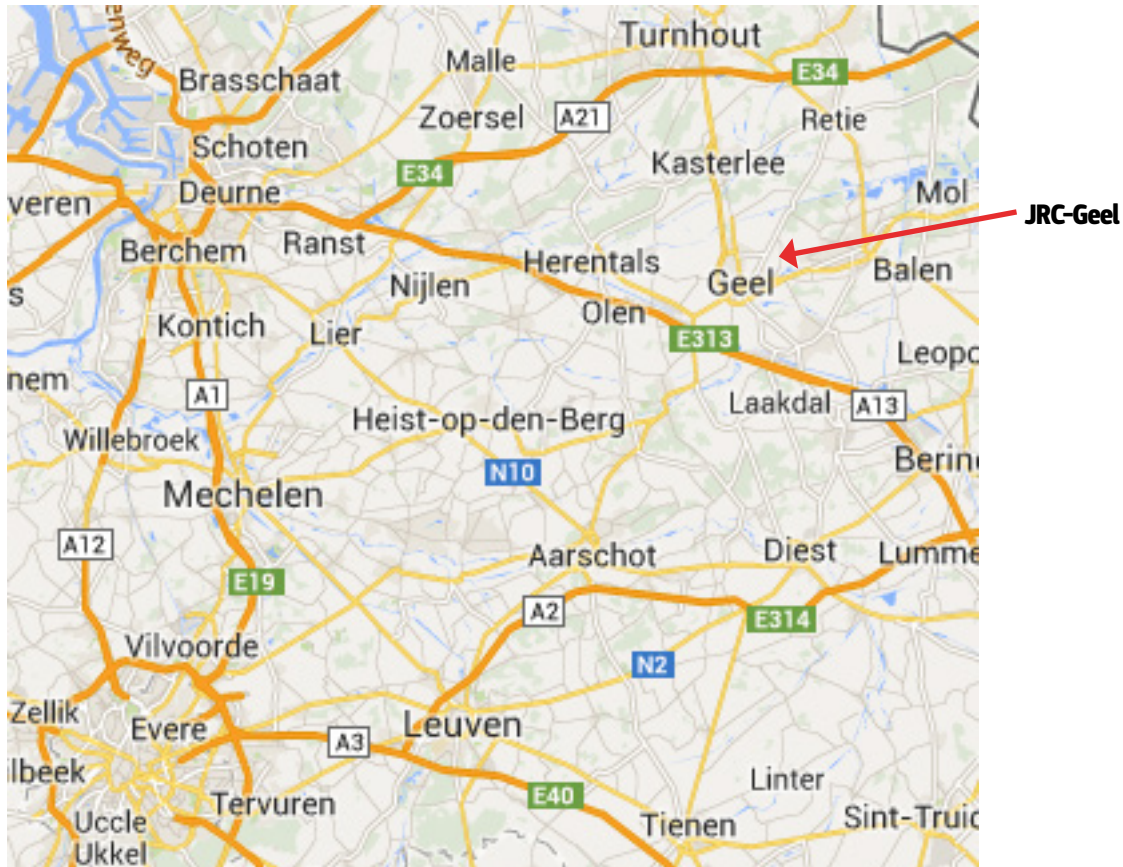 enweg
Turnhout
Malle
Brasschaat
E34
Zoersel
A21
Retie
Schoten
Kasterlee
E34
Deurne
Mol
veren
JRC-Geel
Ranst
Berchem
Herentals
Balen
Geel
Nijlen
s
Olen
Kontich
Lier
E313
Leopo
nem
A1
Laakdal
A13
Heist-op-den-Berg
Willebroek
Berin
N10
Mechelen
A12
Aarschot
Diest
Lumme
E19
A2
E314
Vilvoorde
N2
Zellik
Evere
Leuven
A3
ilbeek
Linter
E40
Tervuren
Uccle
Ukkel
Tienen
Sint-Truid